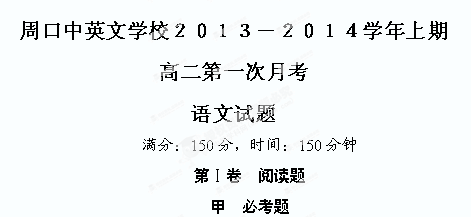 周口中英文学校２０１３－２０１４学年上期
高二第一次月考
语文试题
满分：150分，时间：150分钟
第Ⅰ卷　阅读题
甲　必考题